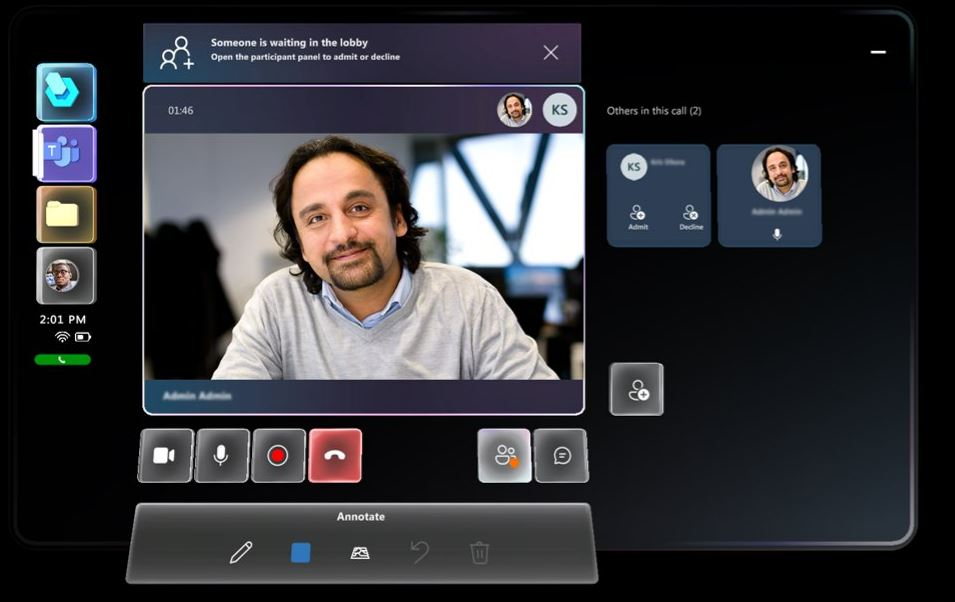 Someone is waiting in the lobby
Open the participant panel to admit or decline
01:46
KS
Others in this call (2)
KS
Admit
Decline
Admin Admin
T
2:01 PM
Admin Admin
Annotate